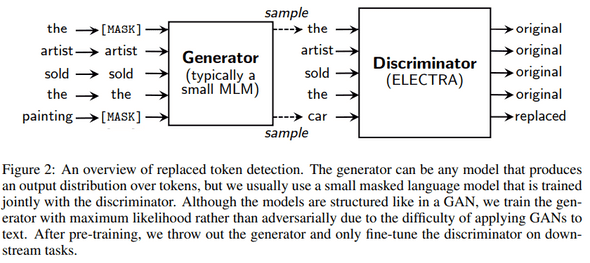 sample
the [MASK] the original
artist artist Generator artist Discriminator original
sold sold (typically a sold (ELECTRA) original
the the small MLM) the original
painting [MASK] car replaced
sample
Figure 2: An overview of replaced token detection. The generator can be any model that produces
an output distribution over tokens, but we usually use a small masked language model that is trained
jointly with the discriminator. Although the models are structured like in a GAN, we train the gen-
erator with maximum likelihood rather than adversarially due to the difficulty of applying GANs to
text. After pre-training, we throw out the generator and only fine-tune the discriminator on down-
stream tasks.